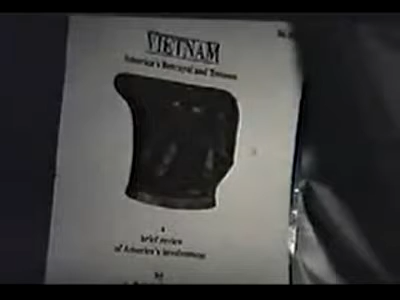 VIETNAM
America's Betrayal and Treason
a
brief review
of America's involvement
by